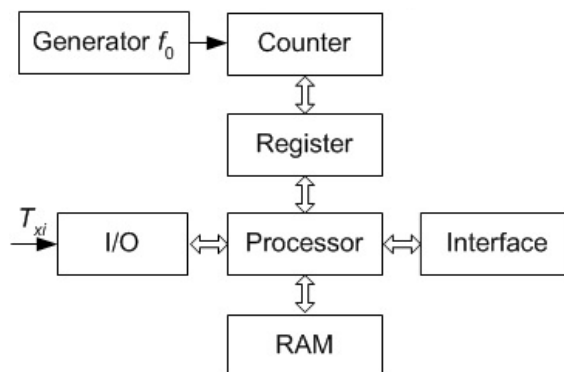 Generator f₀
Counter
Register
Tₓᵢ
I/O
Processor
Interface
RAM